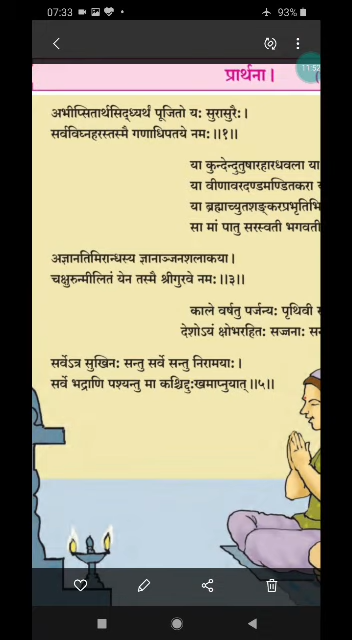 07:33
93%
11:52
प्रार्थना।
अभीप्सितार्थसिद्ध्यर्थं पूजितो यः सुरासुरैः।
सर्वविघ्नहरस्तस्मै गणाधिपतये नमः॥१॥
या कुन्देन्दुतुषारहारधवला या
या वीणावरदण्डमण्डितकरा
या ब्रह्माच्युतशङ्करप्रभृतिभि
सा मां पातु सरस्वती भगवती
अज्ञानतिमिरान्धस्य ज्ञानाञ्जनशलाकया।
चक्षुरुन्मीलितं येन तस्मै श्रीगुरवे नमः॥३॥
काले वर्षतु पर्जन्यः पृथिवी
देशोऽयं क्षोभरहितः सज्जनाः
सर्वेऽत्र सुखिनः सन्तु सर्वे सन्तु निरामयाः।
सर्वे भद्राणि पश्यन्तु मा कश्चिद्दुःखमाप्नुयात्॥५॥